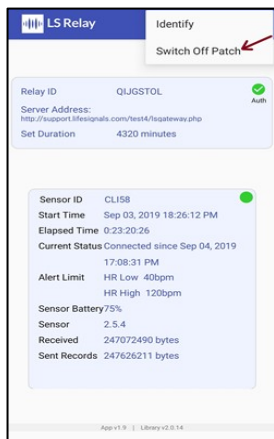 LS Relay
Identify
Switch Off Patch
Relay ID QIJGSTOL
Auth
Server Address:
http://support.lifesignals.com/test4/lsgateway.php
Set Duration 4320 minutes
Sensor ID CLI58
Start Time Sep 03, 2019 18:26:12 PM
Elapsed Time 0:23:20:26
Current Status Connected since Sep 04, 2019
17:08:31 PM
Alert Limit HR Low 40bpm
HR High 120bpm
Sensor Battery 75%
Sensor 2.5.4
Received 247072490 bytes
Sent Records 247626211 bytes
App v1.9 | Library v2.0.14